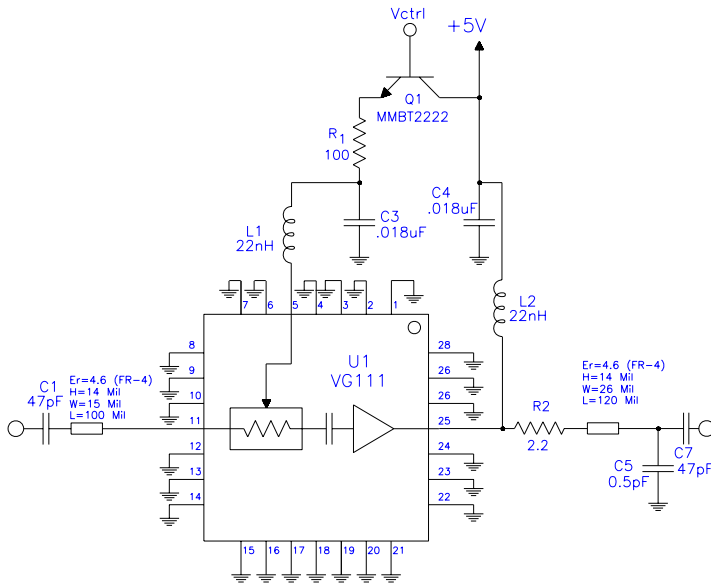 Vctrl
+5V
Q1
MMBT2222
R1
100
C4
.018uF
C3
.018uF
L1
22nH
L2
22nH
7
6
5
4
3
2
1
U1
VG111
8
9
10
11
12
13
14
28
26
26
25
24
23
22
15
16
17
18
19
20
21
C1
47pF
Er=4.6 (FR-4)
H=14 Mil
W=15 Mil
L=100 Mil
Er=4.6 (FR-4)
H=14 Mil
W=26 Mil
L=120 Mil
R2
2.2
C5
0.5pF
C7
47pF